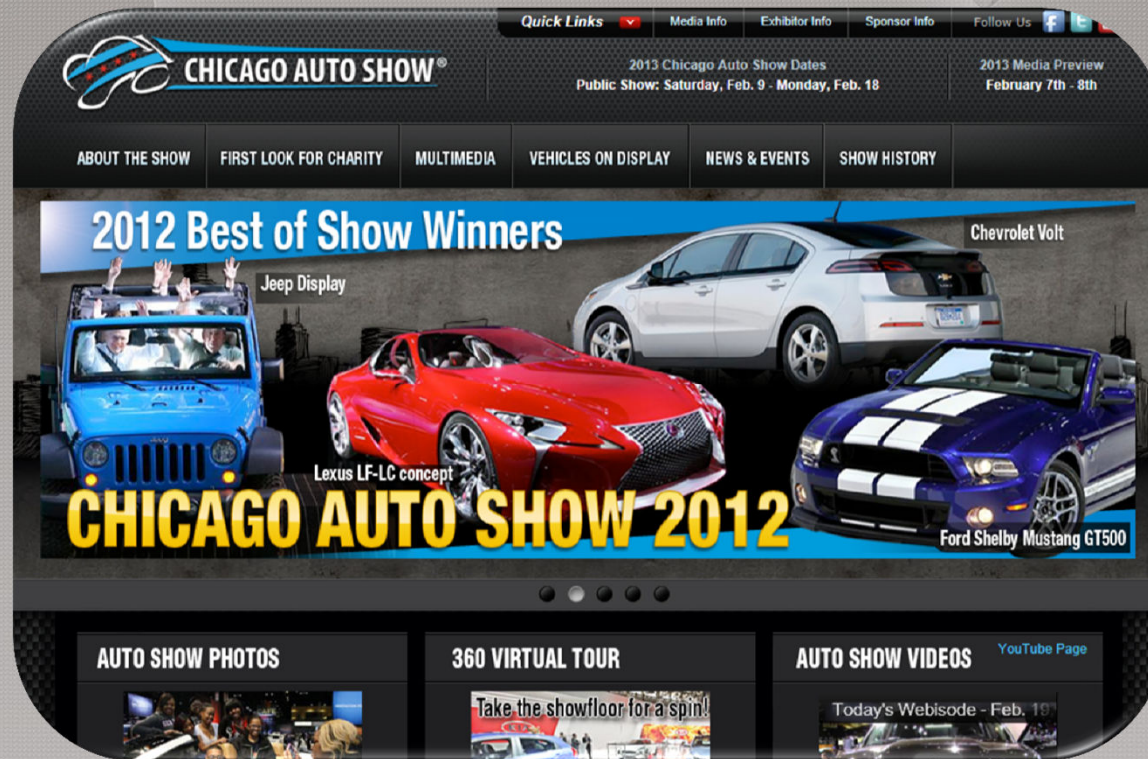 Quick Links
Media Info
Exhibitor Info
Sponsor Info
Follow Us
CHICAGO AUTO SHOW®
2013 Chicago Auto Show Dates
Public Show: Saturday, Feb. 9 - Monday, Feb. 18
2013 Media Preview
February 7th - 8th
ABOUT THE SHOW
FIRST LOOK FOR CHARITY
MULTIMEDIA
VEHICLES ON DISPLAY
NEWS & EVENTS
SHOW HISTORY
2012 Best of Show Winners
Chevrolet Volt
Jeep Display
Jeep
Lexus LF-LC concept
CHICAGO AUTO SHOW 2012
Ford Shelby Mustang GT500
AUTO SHOW PHOTOS
360 VIRTUAL TOUR
AUTO SHOW VIDEOS
YouTube Page
Take the showfloor for a spin!
Today's Webisode - Feb. 19